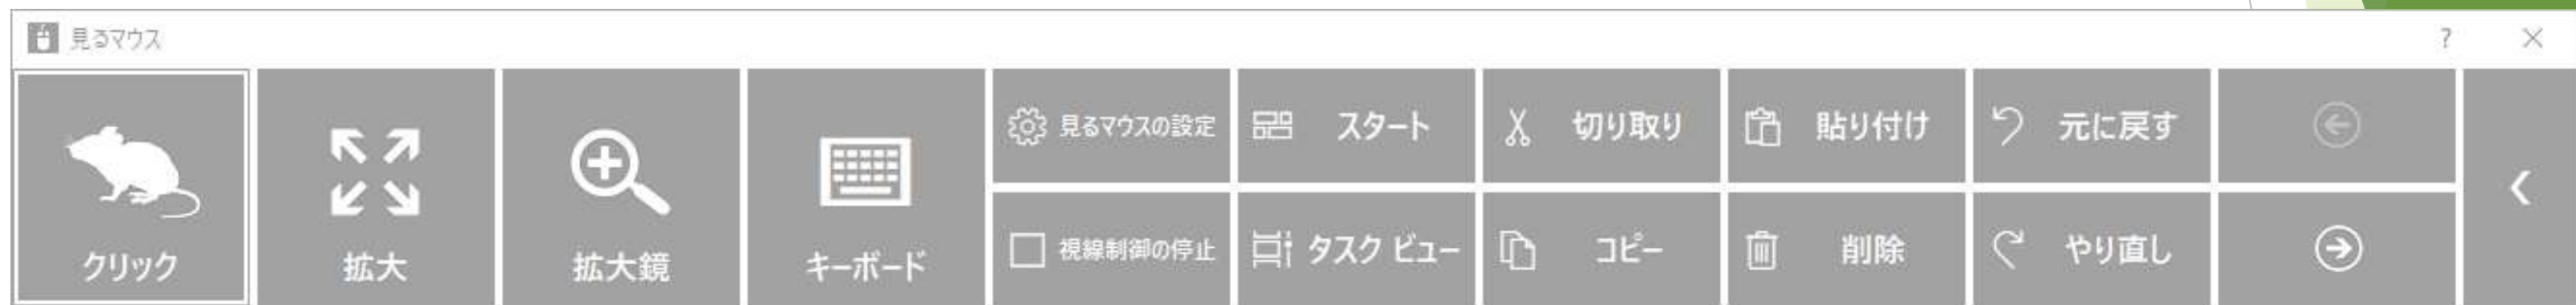 見るマウス
?
クリック
拡大
拡大鏡
キーボード
見るマウスの設定
視線制御の停止
スタート
タスク ビュー
切り取り
コピー
貼り付け
削除
元に戻す
やり直し